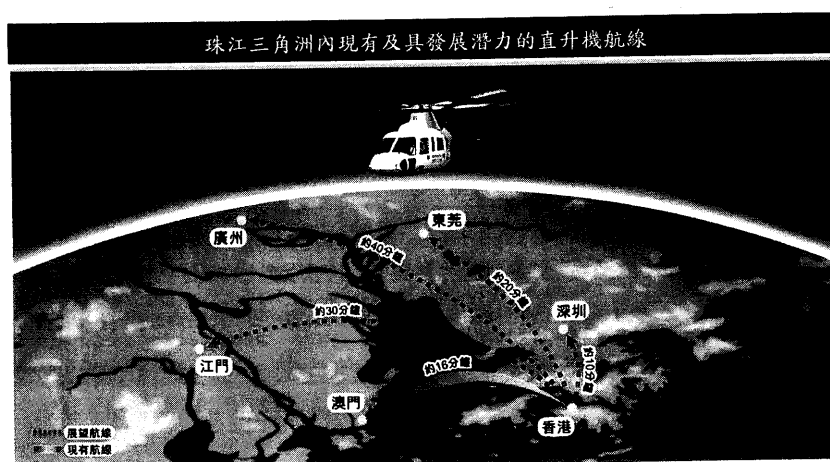 珠江三角洲內現有及具發展潛力的直升機航線
廣州
東莞
約40分鐘
約20分鐘
約30分鐘
深圳
江門
約16分鐘
約10分鐘
澳門
香港
展望航線
現有航線